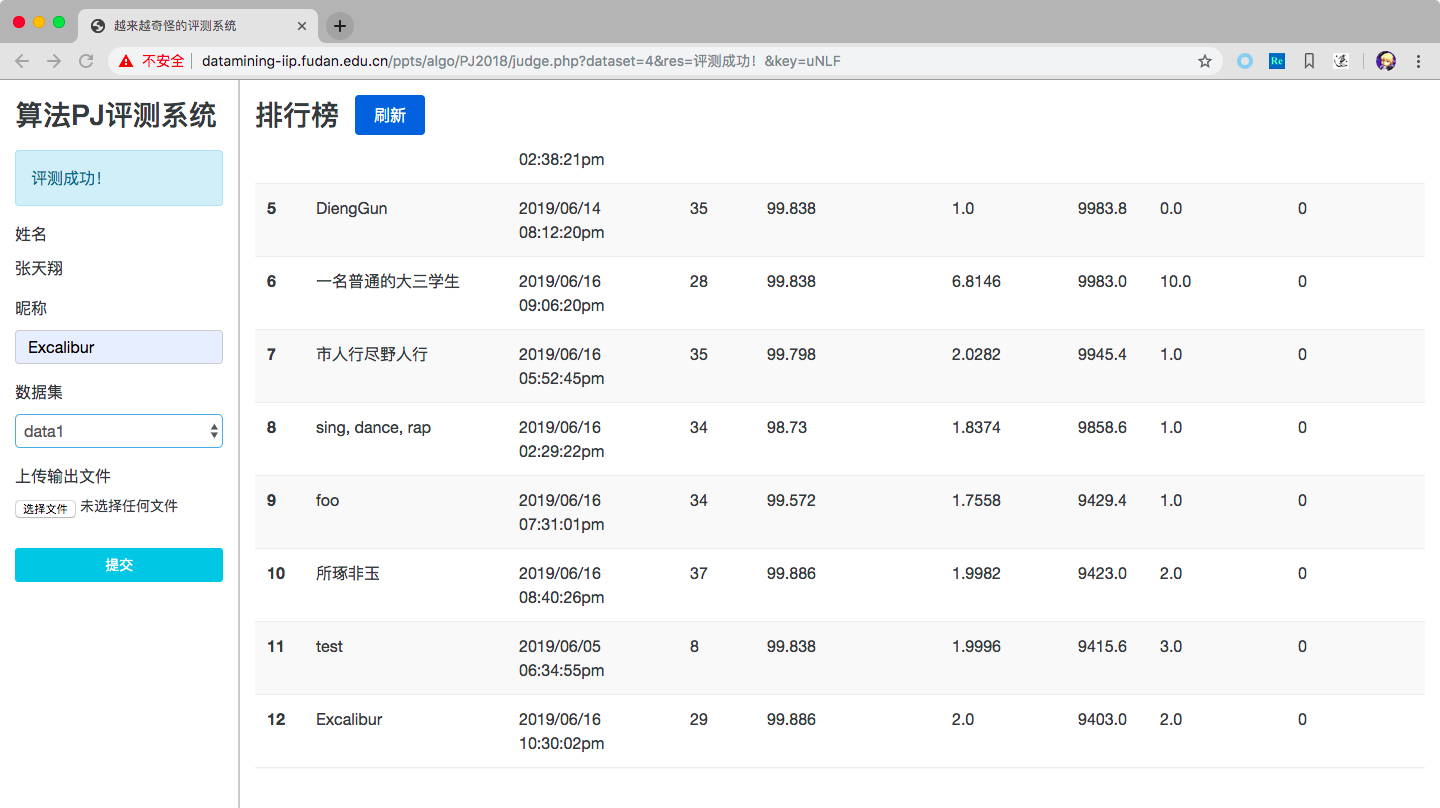 越来越奇怪的评测系统
不安全 datamining-iip.fudan.edu.cn/ppts/algo/PJ2018/judge.php?dataset=4&res=评测成功！&key=uNLF
Re
算法PJ评测系统
评测成功！
姓名
张天翔
昵称
Excalibur
数据集
data1
上传输出文件
选择文件 未选择任何文件
提交
排行榜 刷新
02:38:21pm
5 DiengGun 2019/06/14 35 99.838 1.0 9983.8 0.0 0
08:12:20pm
6 一名普通的大三学生 2019/06/16 28 99.838 6.8146 9983.0 10.0 0
09:06:20pm
7 市人行尽野人行 2019/06/16 35 99.798 2.0282 9945.4 1.0 0
05:52:45pm
8 sing, dance, rap 2019/06/16 34 98.73 1.8374 9858.6 1.0 0
02:29:22pm
9 foo 2019/06/16 34 99.572 1.7558 9429.4 1.0 0
07:31:01pm
10 所琢非玉 2019/06/16 37 99.886 1.9982 9423.0 2.0 0
08:40:26pm
11 test 2019/06/05 8 99.838 1.9996 9415.6 3.0 0
06:34:55pm
12 Excalibur 2019/06/16 29 99.886 2.0 9403.0 2.0 0
10:30:02pm